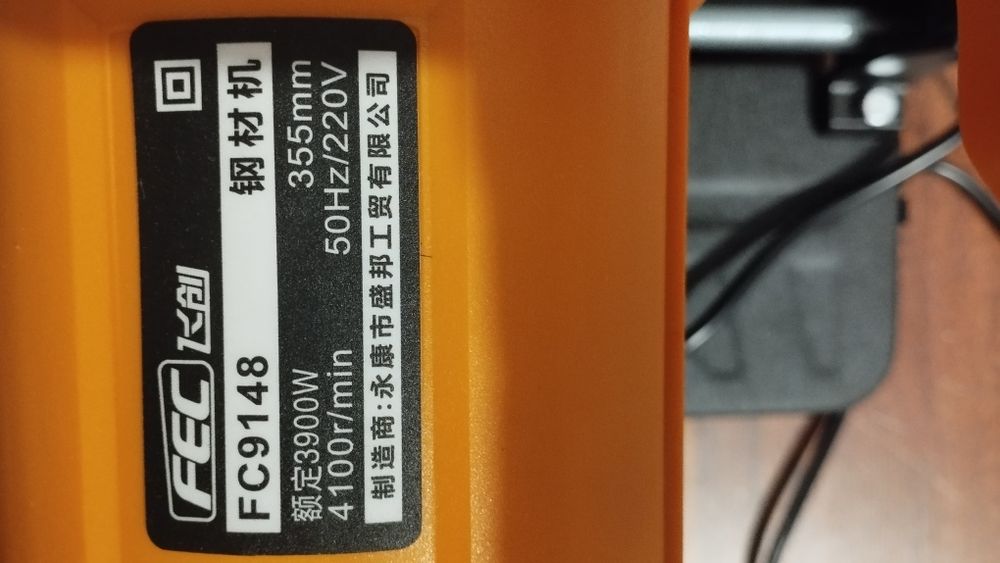 FEC 飞创
FC9148 钢材机
额定3900W 355mm
4100r/min 50Hz/220V
制造商:永康市盛邦工贸有限公司